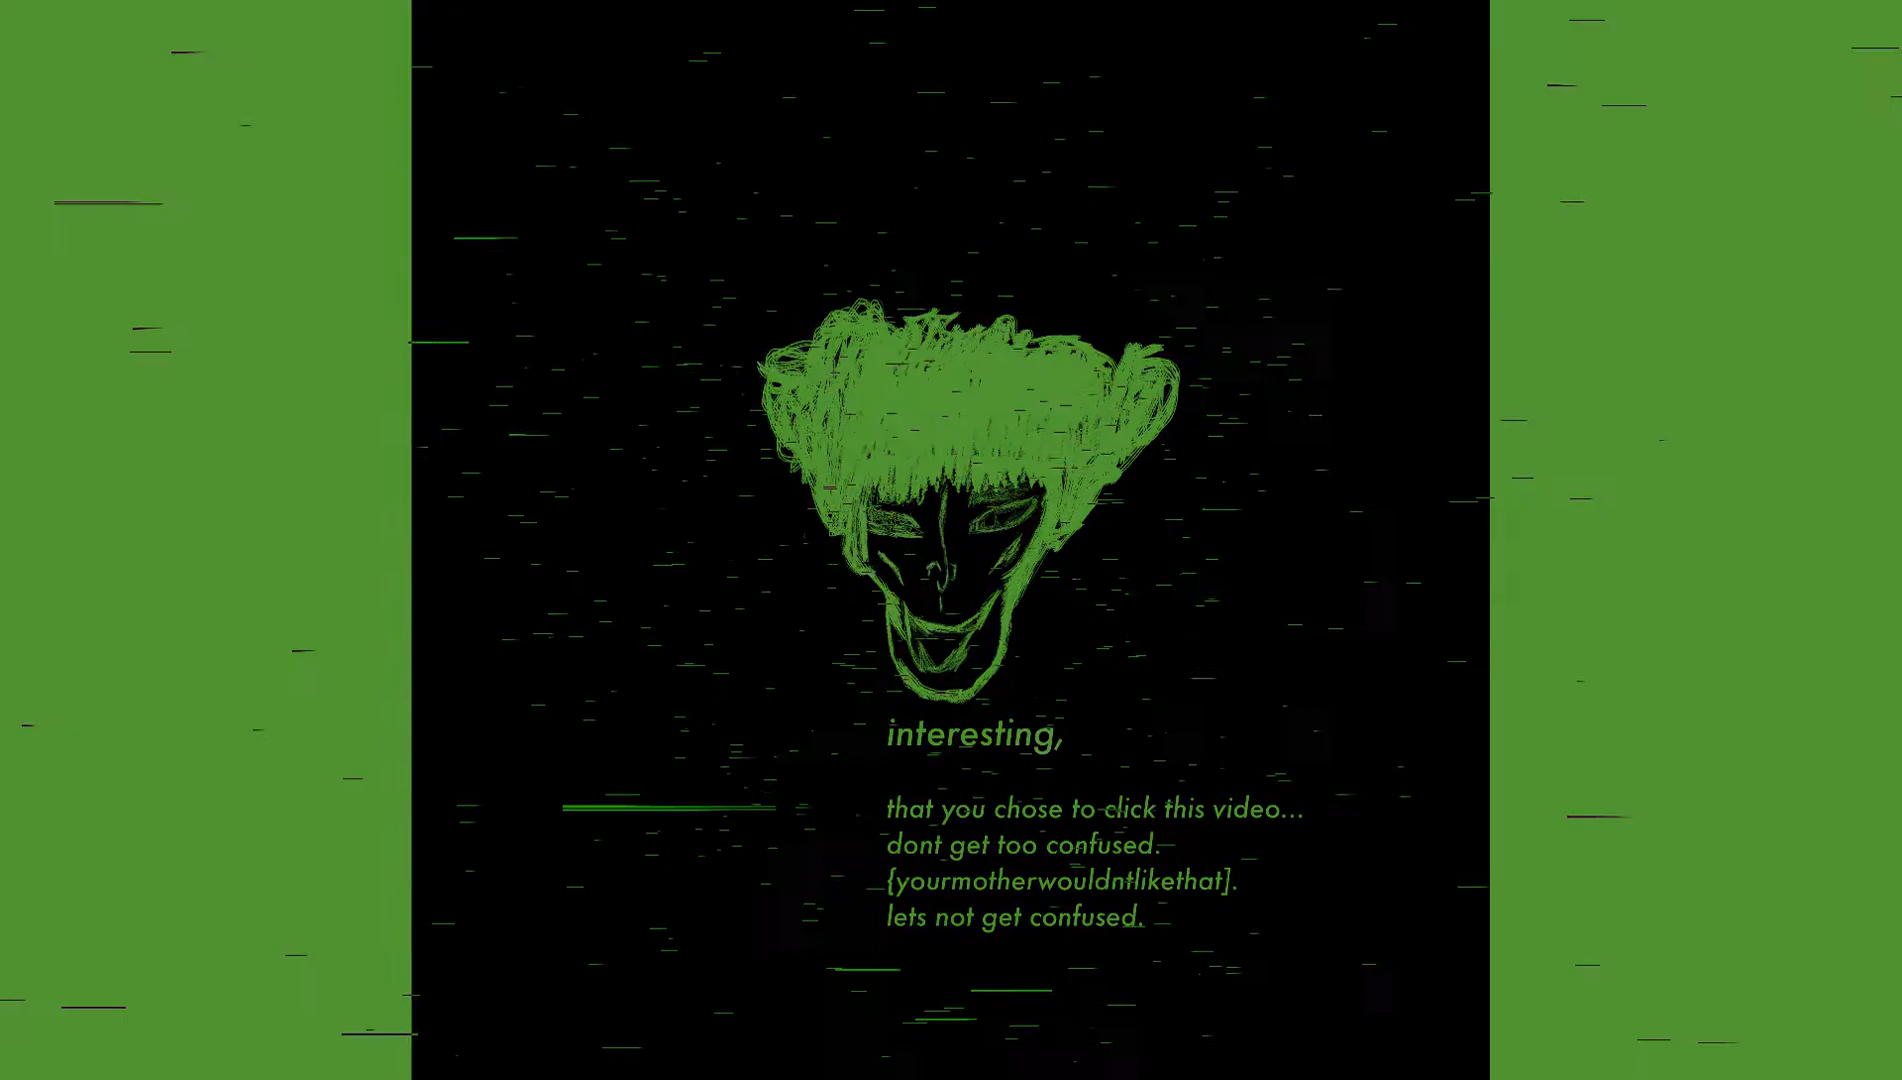 interesting,
that you chose to click this video...
dont get too confused.
{yourmotherwouldntlikethat].
lets not get confused.